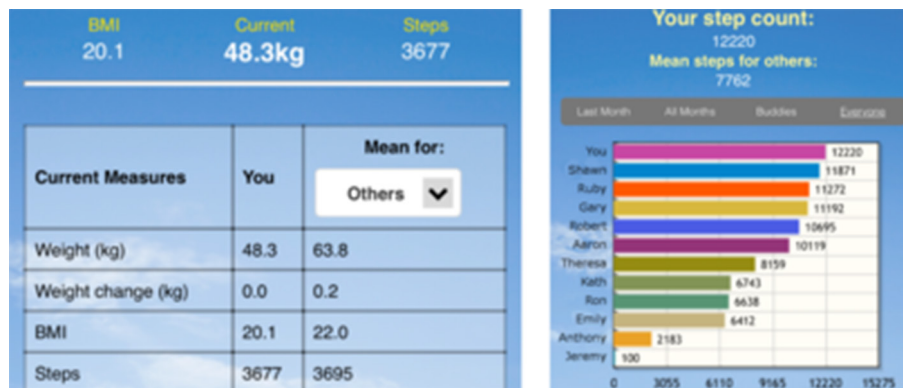 BMI Current Steps
20.1 48.3kg 3677
Current Measures You Mean for:
Others
Weight (kg) 48.3 63.8
Weight change (kg) 0.0 0.2
BMI 20.1 22.0
Steps 3677 3695
Your step count:
12220
Mean steps for others:
7762
Last Month All Months Buddies Everyone
You 12220
Shawn 11871
Ruby 11272
Gary 11192
Robert 10695
Aaron 10119
Theresa 8159
Kath 6743
Ron 6638
Emily 6412
Anthony 2183
Jeremy 100
0 3055 6110 9165 12220 15275